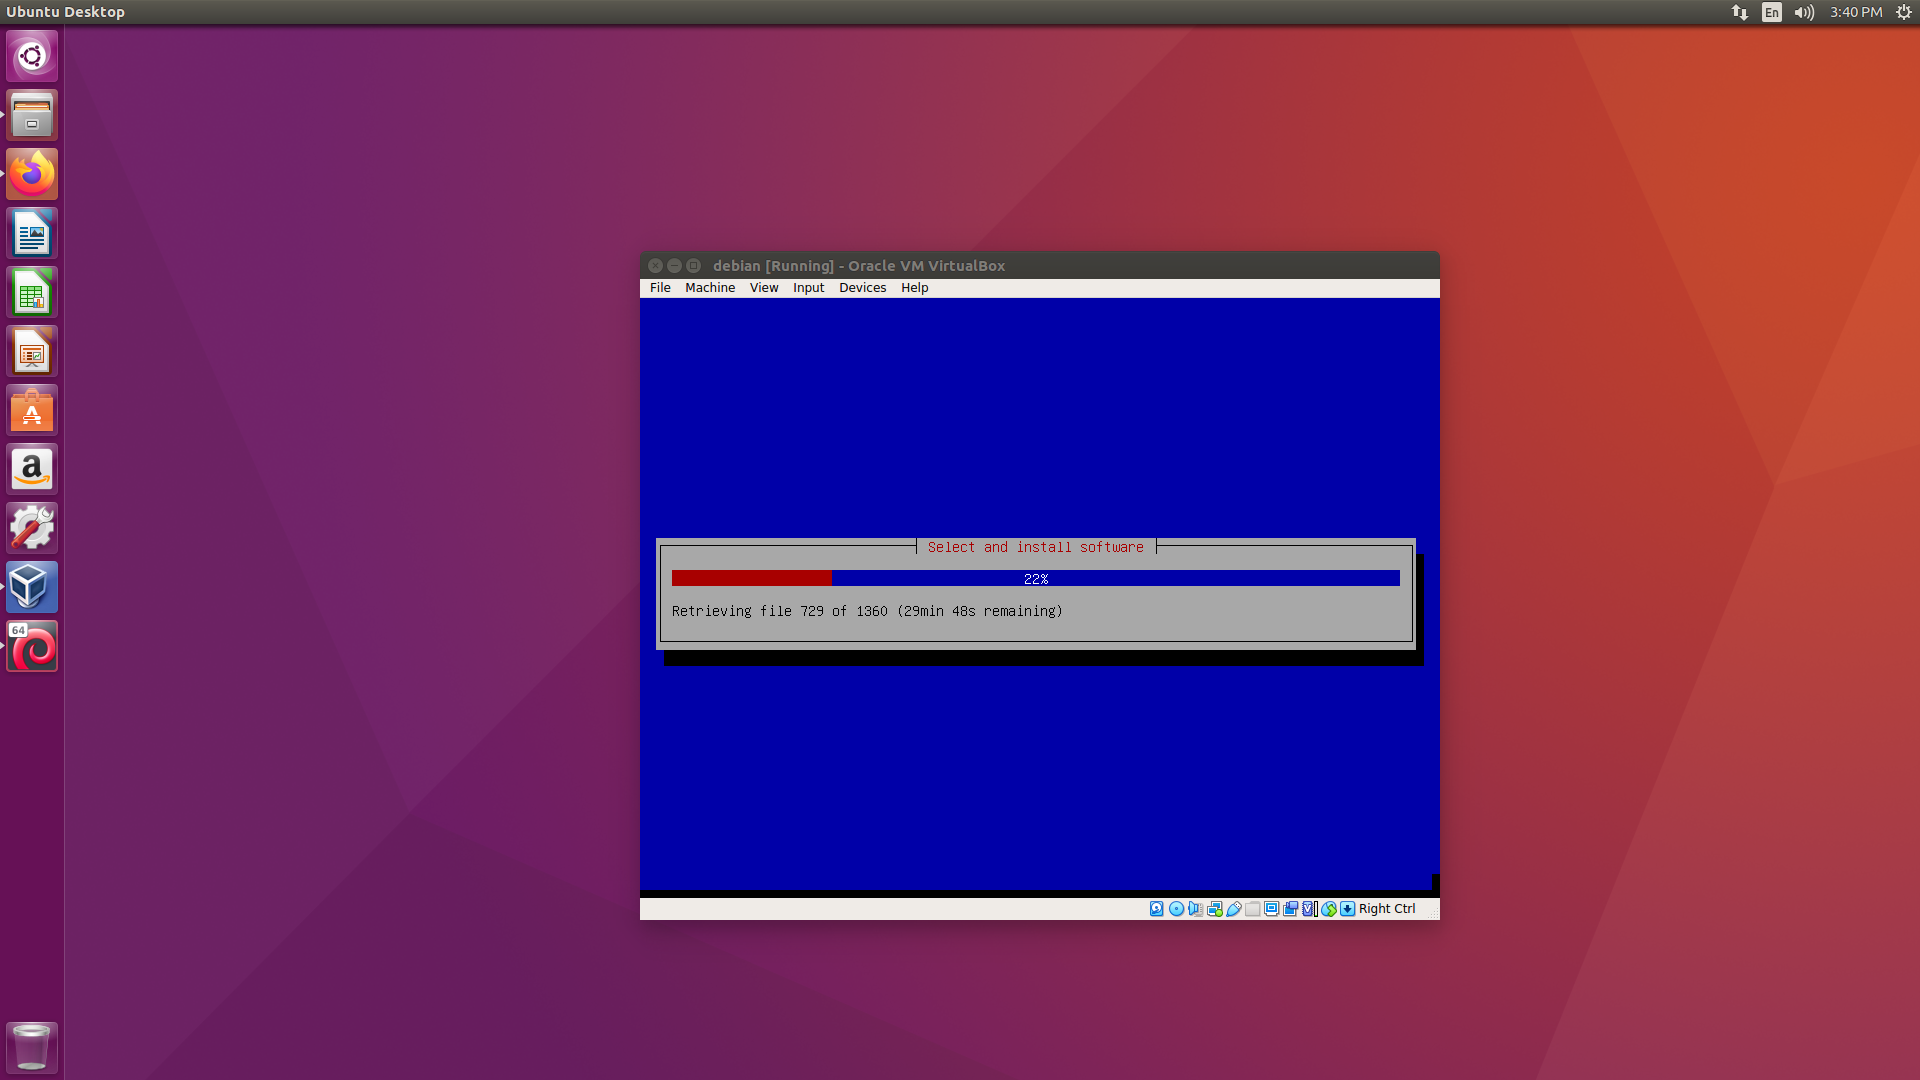 Ubuntu Desktop
En
3:40 PM
debian [Running] - Oracle VM VirtualBox
File Machine View Input Devices Help
Select and install software
22%
Retrieving file 729 of 1360 (29min 48s remaining)
64
Right Ctrl